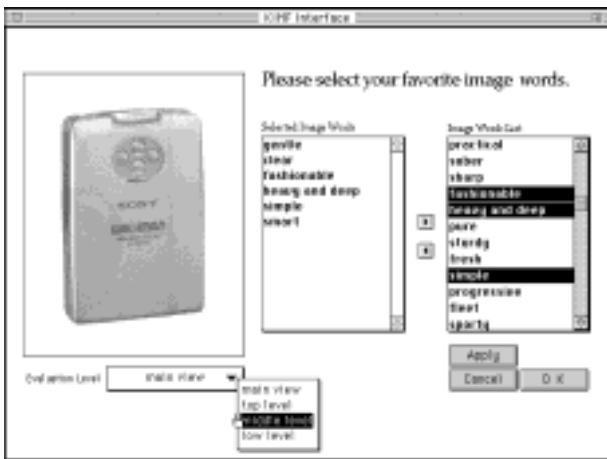 Interface
Please select your favorite image words.
Selected Image Words
gentle
clear
fashionable
heavy and deep
simple
smart
Image Words List
practical
sober
sharp
fashionable
heavy and deep
pure
sturdy
fresh
simple
progressive
fleet
sporty
SONY
Apply
Cancel
O K
Evaluation Level
main view
main view
top level
middle level
low level